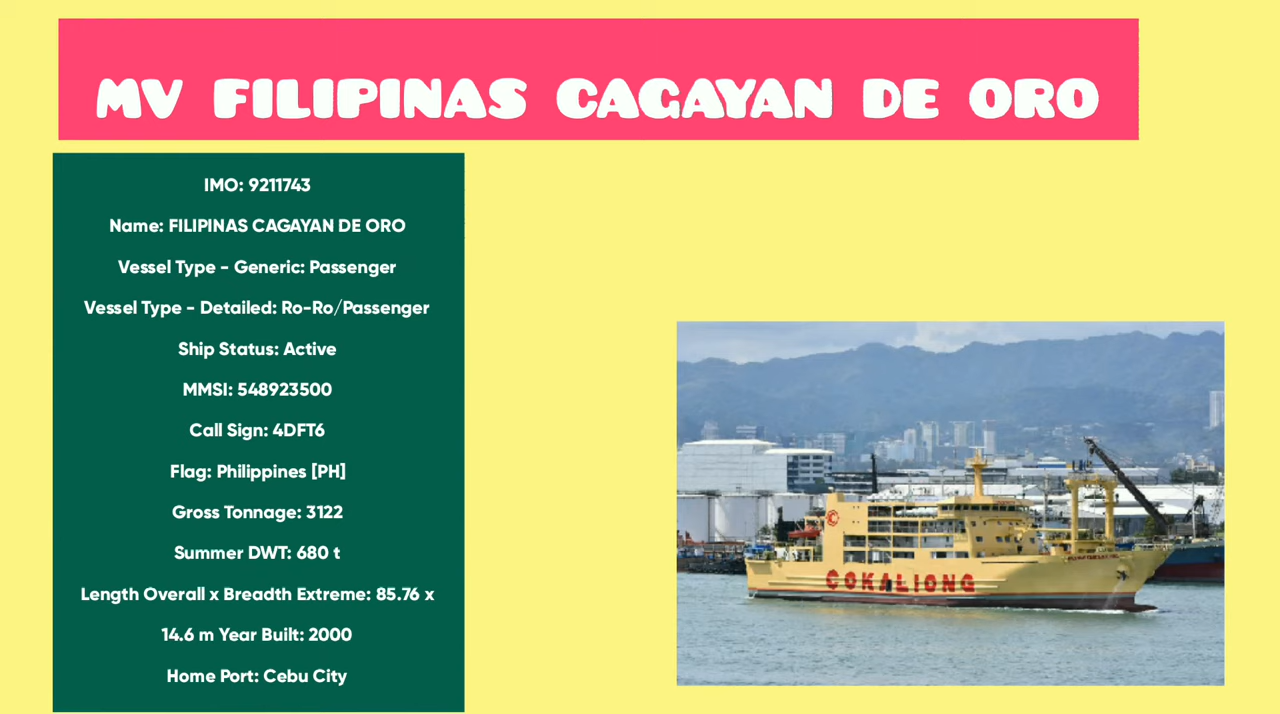 MV FILIPINAS CAGAYAN DE ORO
IMO: 9211743
Name: FILIPINAS CAGAYAN DE ORO
Vessel Type - Generic: Passenger
Vessel Type - Detailed: Ro-Ro/Passenger
Ship Status: Active
MMSI: 548923500
Call Sign: 4DFT6
Flag: Philippines [PH]
Gross Tonnage: 3122
Summer DWT: 680 t
Length Overall x Breadth Extreme: 85.76 x
14.6 m Year Built: 2000
Home Port: Cebu City
COKALIONG